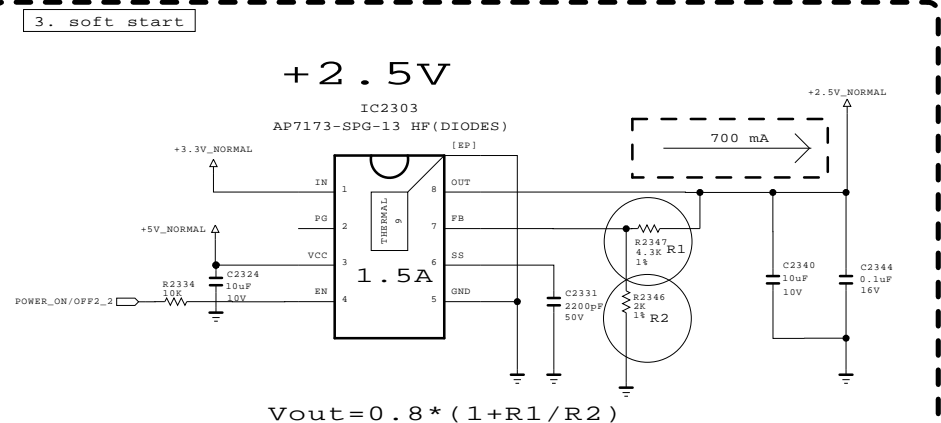 3. soft start
+2.5V
IC2303
AP7173-SPG-13 HF(DIODES)
+2.5V_NORMAL
700 mA
[EP]
+3.3V_NORMAL
IN
1
8
OUT
THERMAL
9
PG
2
7
FB
R2347
4.3K
1%
R1
+5V_NORMAL
VCC
3
6
SS
1.5A
C2324
10uF
10V
R2334
10K
POWER_ON/OFF2_2
EN
4
5
GND
C2331
2200pF
50V
R2346
2K
1%
R2
C2340
10uF
10V
C2344
0.1uF
16V
Vout=0.8*(1+R1/R2)